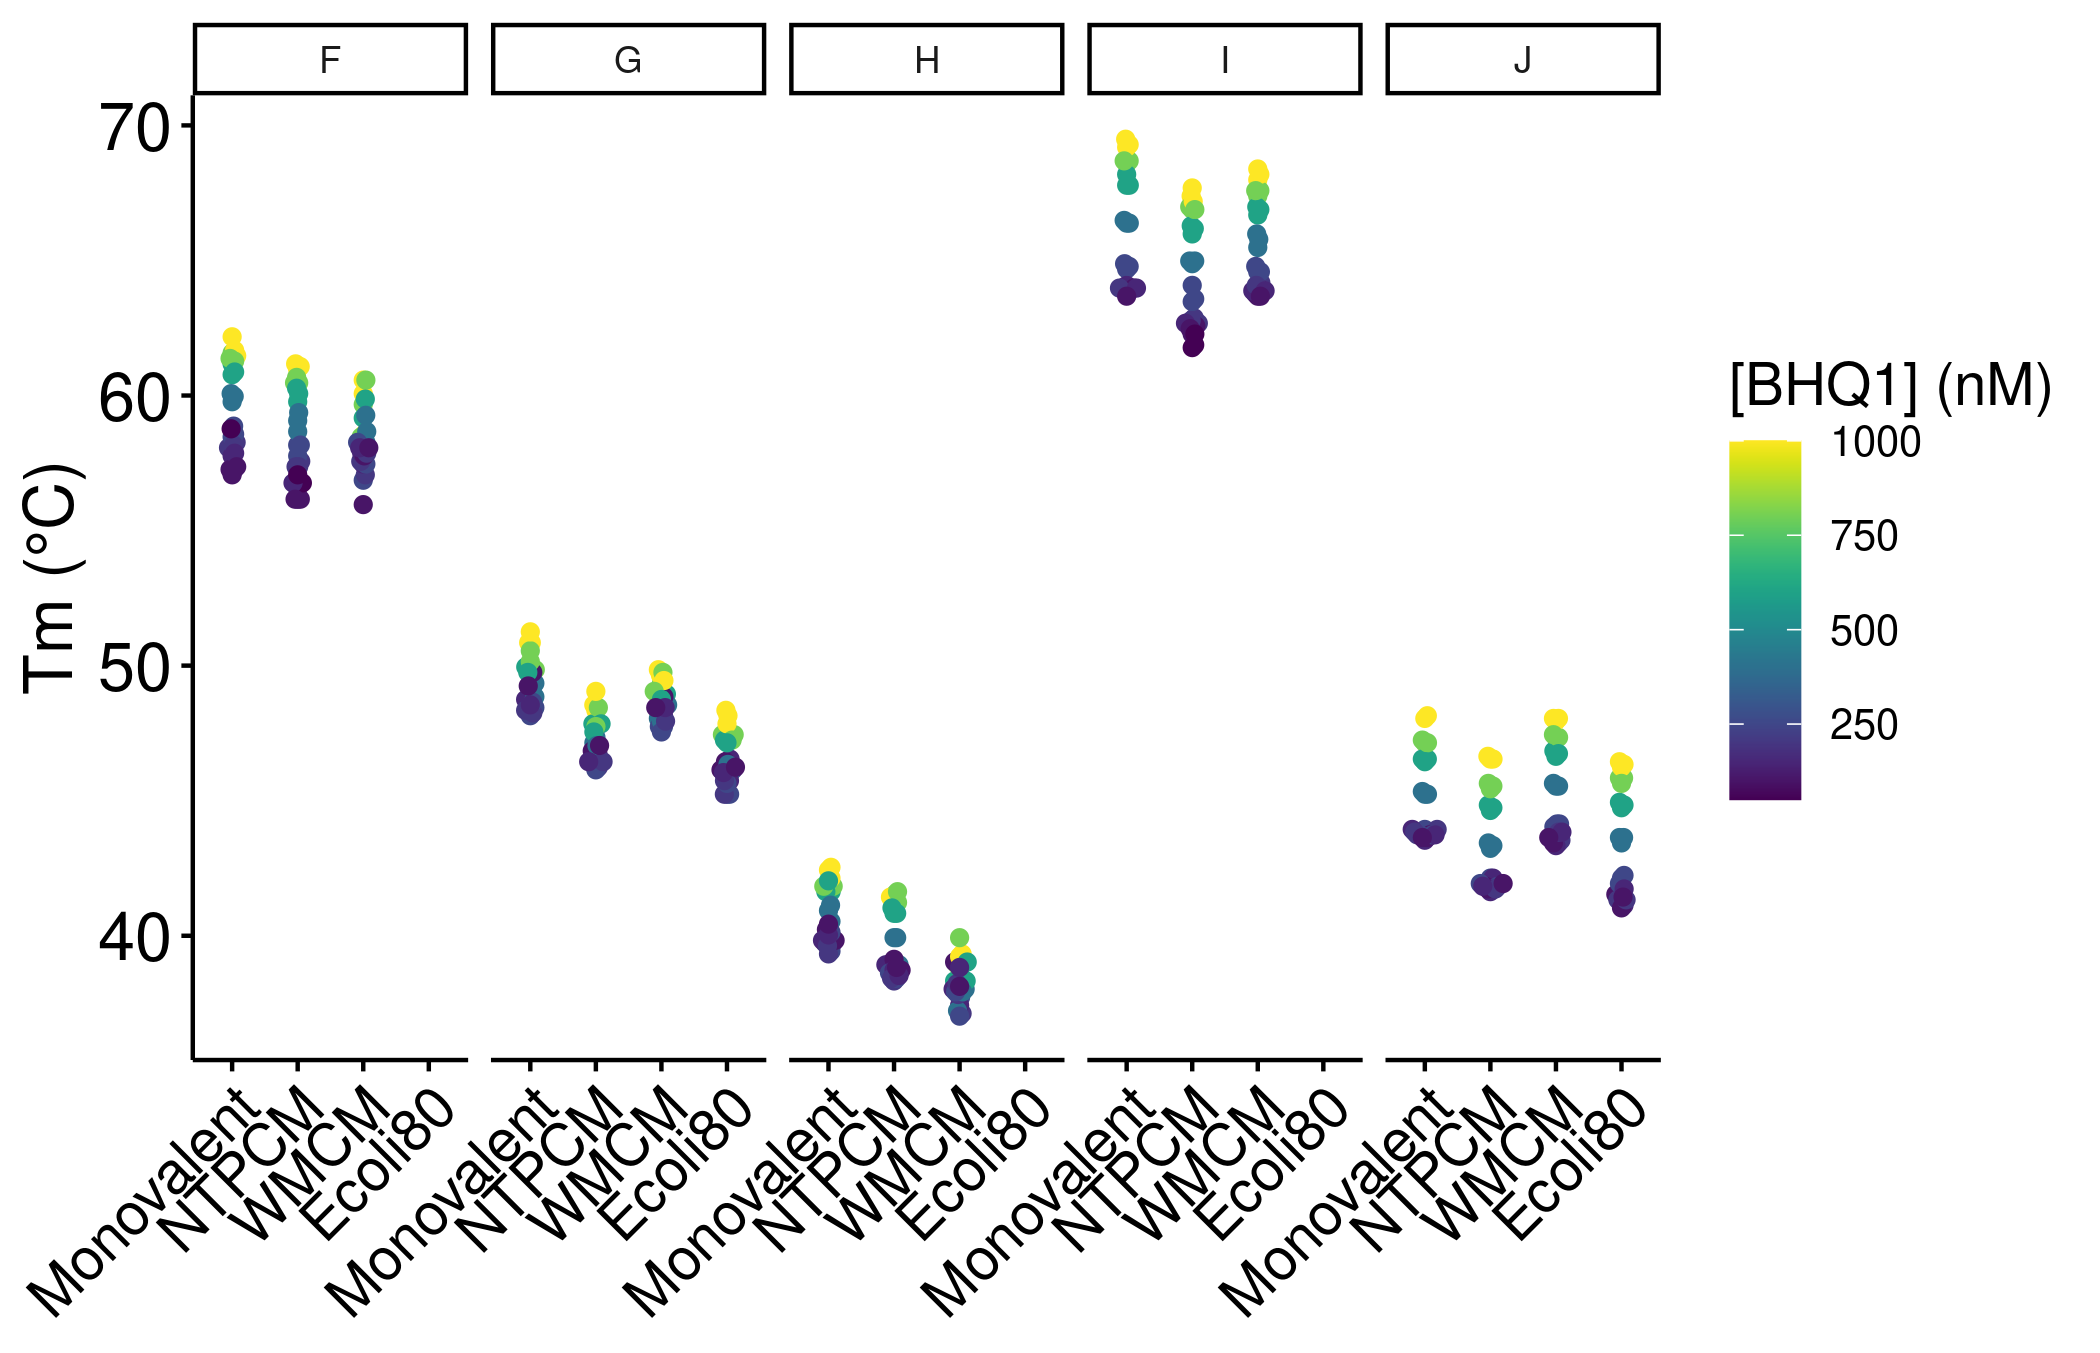 F G H I J
70
60
50
40
Tm (°C)
Monovalent NTPCM WMCM Ecoli80
Monovalent NTPCM WMCM Ecoli80
Monovalent NTPCM WMCM Ecoli80
Monovalent NTPCM WMCM Ecoli80
Monovalent NTPCM WMCM Ecoli80
[BHQ1] (nM)
1000
750
500
250